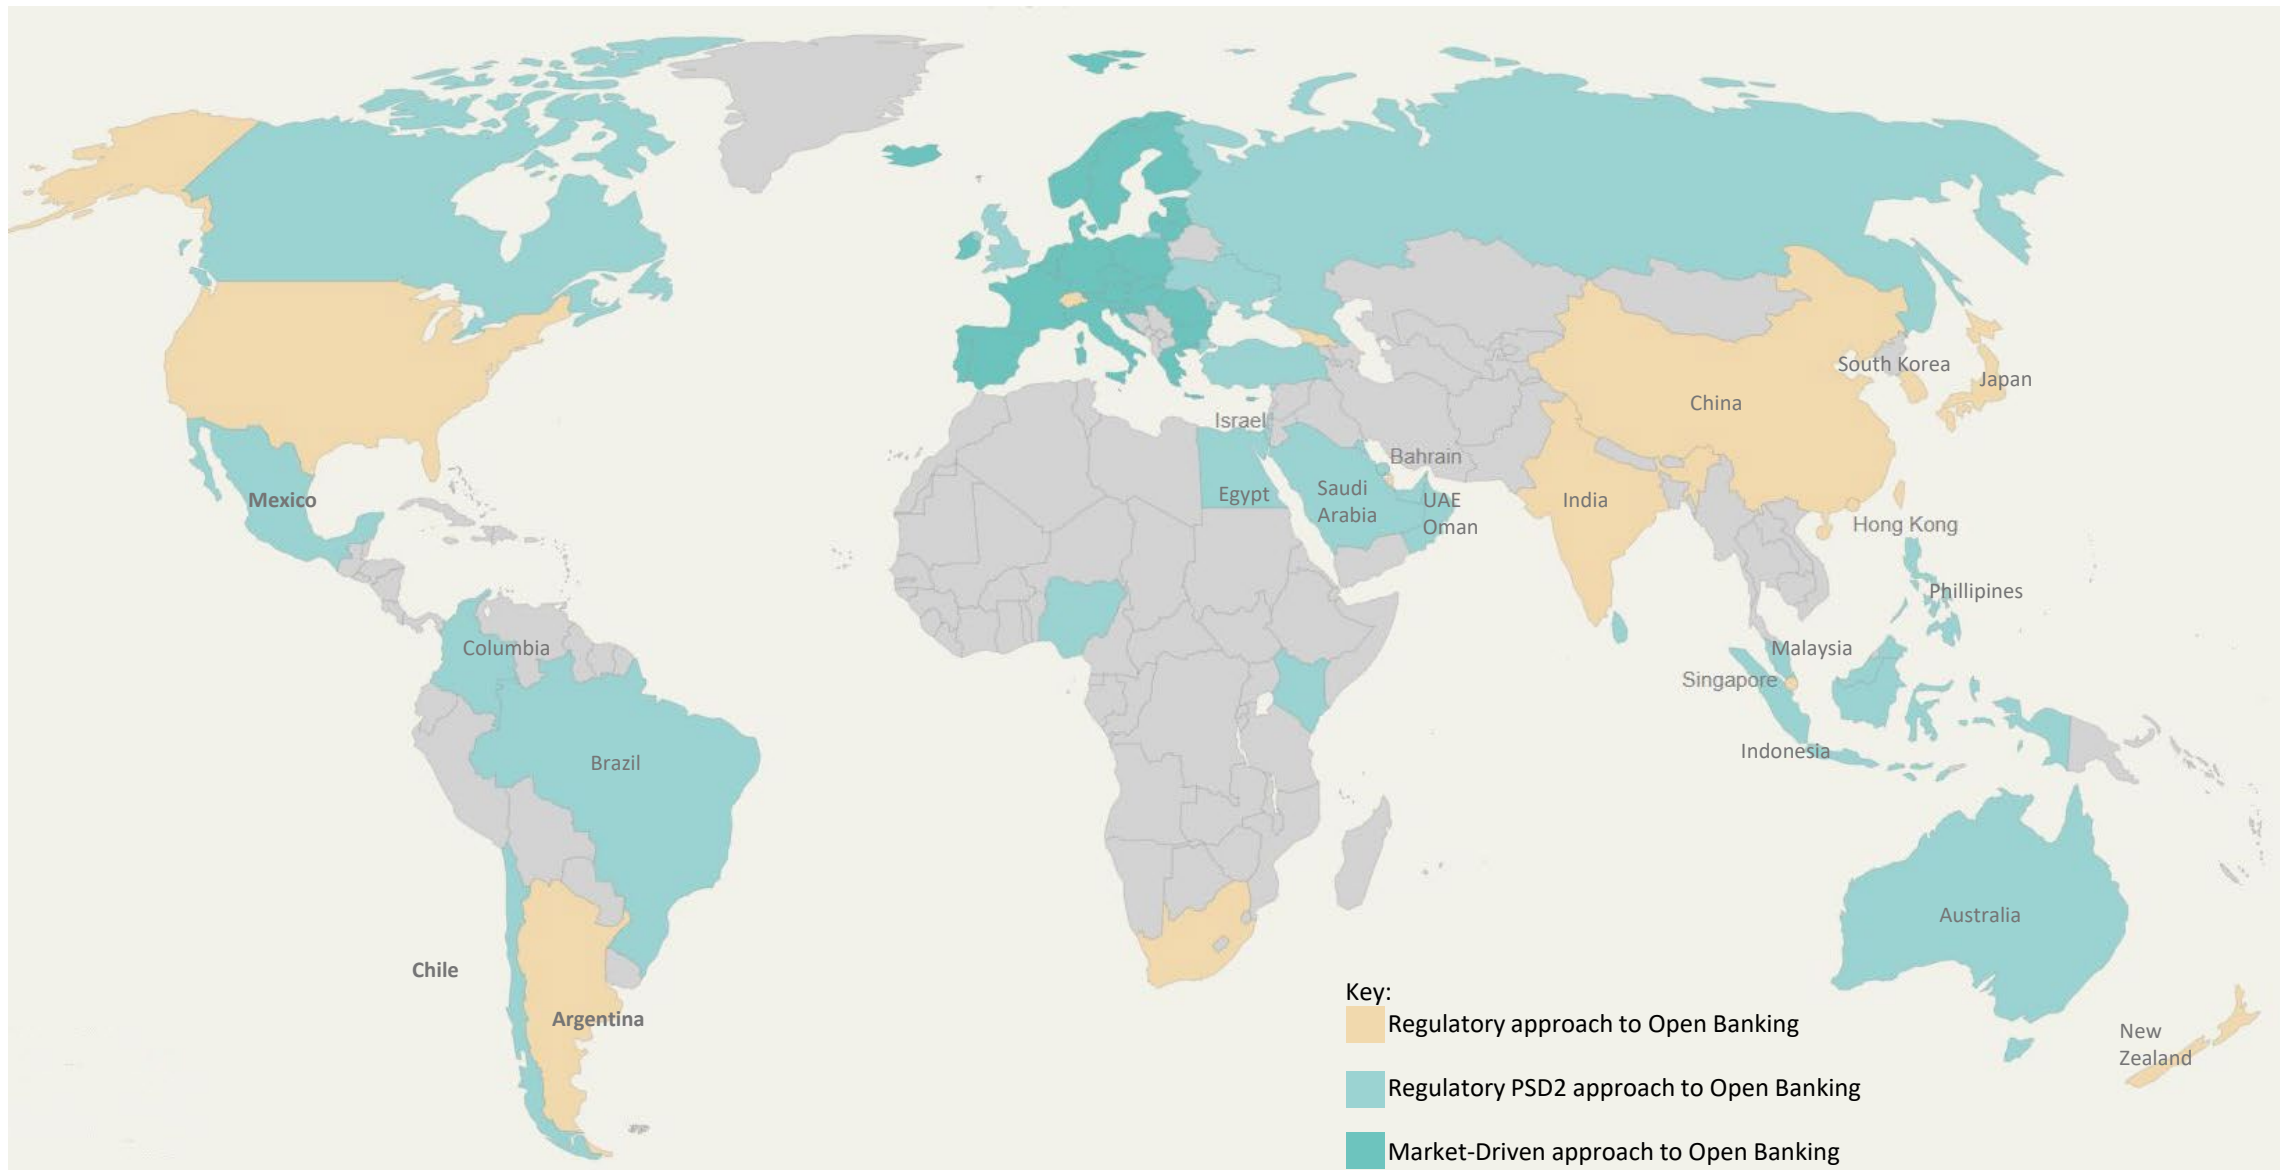 South Korea
Japan
China
Israel
Bahrain
Mexico
Egypt
Saudi
Arabia
UAE
Oman
India
Hong Kong
Phillipines
Columbia
Malaysia
Singapore
Indonesia
Brazil
Australia
Chile
Argentina
New
Zealand
Key:
Regulatory approach to Open Banking
Regulatory PSD2 approach to Open Banking
Market-Driven approach to Open Banking